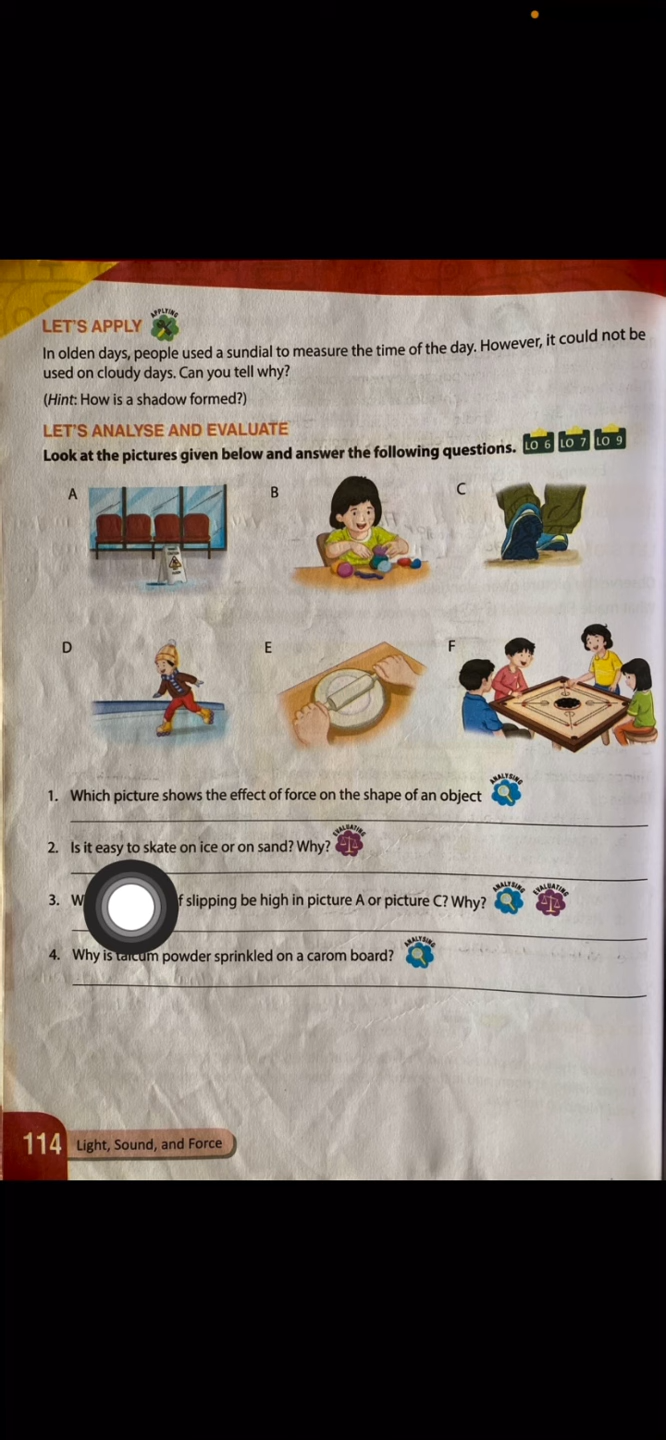 APPLYING
LET'S APPLY
In olden days, people used a sundial to measure the time of the day. However, it could not be
used on cloudy days. Can you tell why?
(Hint: How is a shadow formed?)
LET'S ANALYSE AND EVALUATE
Look at the pictures given below and answer the following questions. LO 6 LO 7 LO 9
A B C
D E F
ANALYSING
1. Which picture shows the effect of force on the shape of an object
EVALUATING
2. Is it easy to skate on ice or on sand? Why?
ANALYSING EVALUATING
3. W f slipping be high in picture A or picture C? Why?
ANALYSING
4. Why is talcum powder sprinkled on a carom board?
114 Light, Sound, and Force